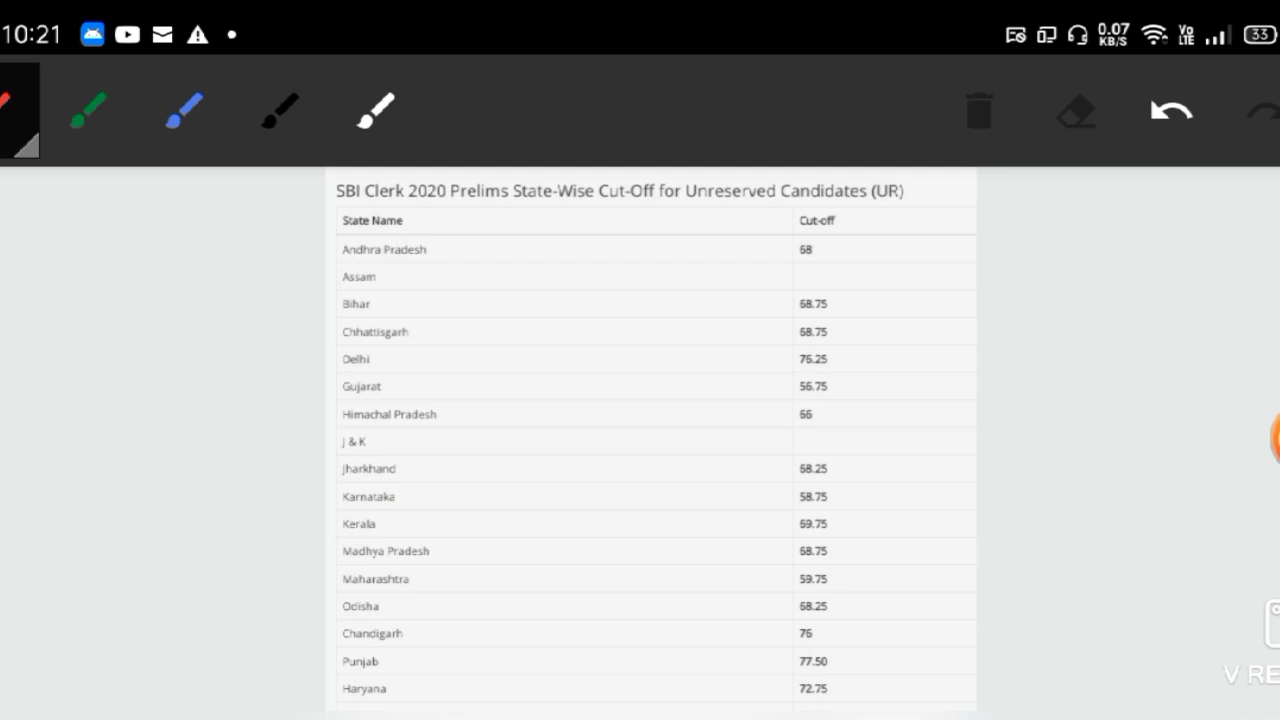 10:21 0.07 KB/S Vo LTE 33
SBI Clerk 2020 Prelims State-Wise Cut-Off for Unreserved Candidates (UR)
State Name Cut-off
Andhra Pradesh 68
Assam
Bihar 68.75
Chhattisgarh 68.75
Delhi 76.25
Gujarat 56.75
Himachal Pradesh 66
J & K
Jharkhand 68.25
Karnataka 58.75
Kerala 69.75
Madhya Pradesh 68.75
Maharashtra 59.75
Odisha 68.25
Chandigarh 76
Punjab 77.50
Haryana 72.75
V RE